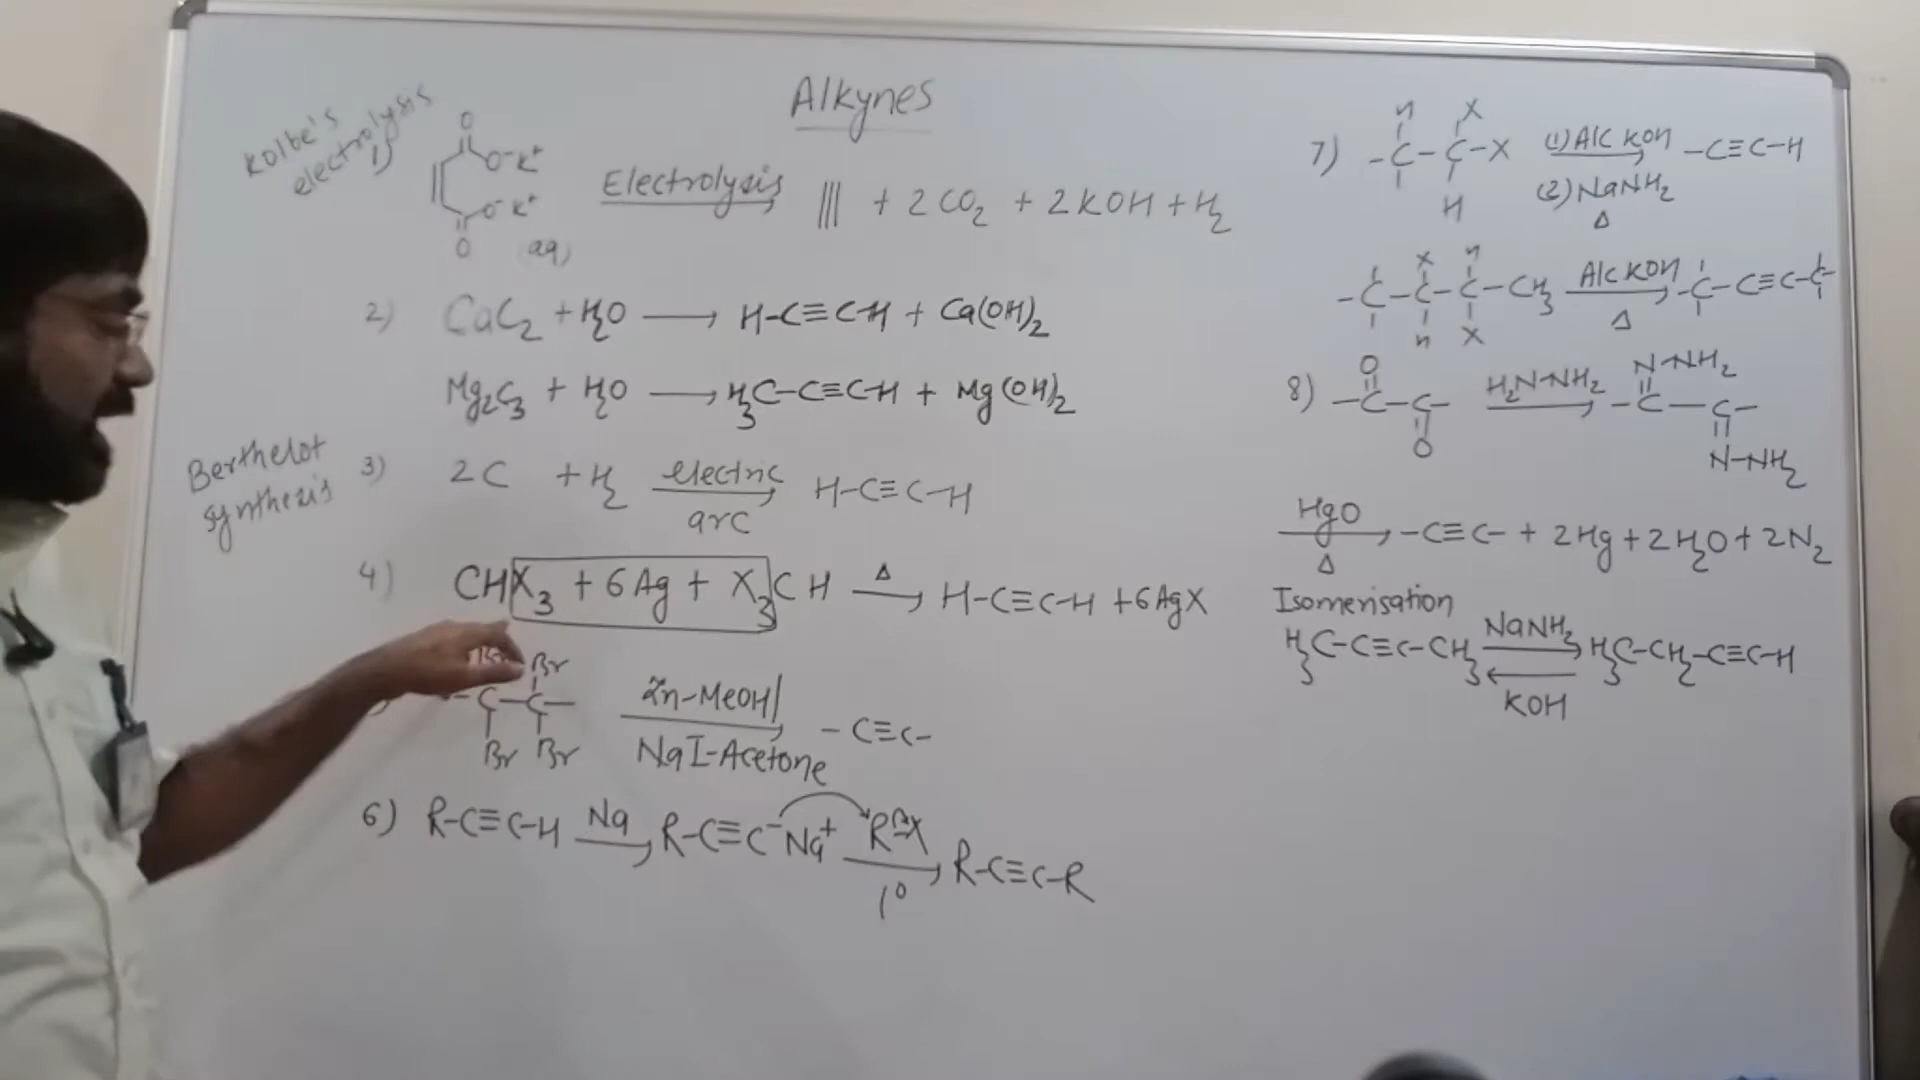 Alkynes
Kolbe's
electrolysis
1) O
O⁻K⁺
O⁻K⁺
O (aq)
Electrolysis ||| + 2CO₂ + 2KOH + H₂
2) CaC₂ + H₂O ⟶ H-C≡C-H + Ca(OH)₂
Mg₂C₃ + H₂O ⟶ H₃C-C≡C-H + Mg(OH)₂
Berthelot
synthesis
3) 2C + H₂ electric arc → H-C≡C-H
4) CHX₃ + 6Ag + X₃CH Δ → H-C≡C-H + 6AgX
Br Br
-C-C-
Br Br
Zn-MeOH/
NaI-Acetone
-C≡C-
6) R-C≡C-H Na → R-C≡C⁻Na⁺ R-X 1° → R-C≡C-R
7) H X
-C-C-X
H
(1) Alc KOH
(2) NaNH₂
Δ
-C≡C-H
X H
-C-C-C-CH₃ Alc KOH Δ → -C-C≡C-C-
H X
8) O
-C-C-
O
H₂N-NH₂
N-NH₂
-C-C-
N-NH₂
HgO Δ → -C≡C- + 2Hg + 2H₂O + 2N₂
Isomerisation
H₃C-C≡C-CH₃ NaNH₂ ⇌ KOH H₃C-CH₂-C≡C-H